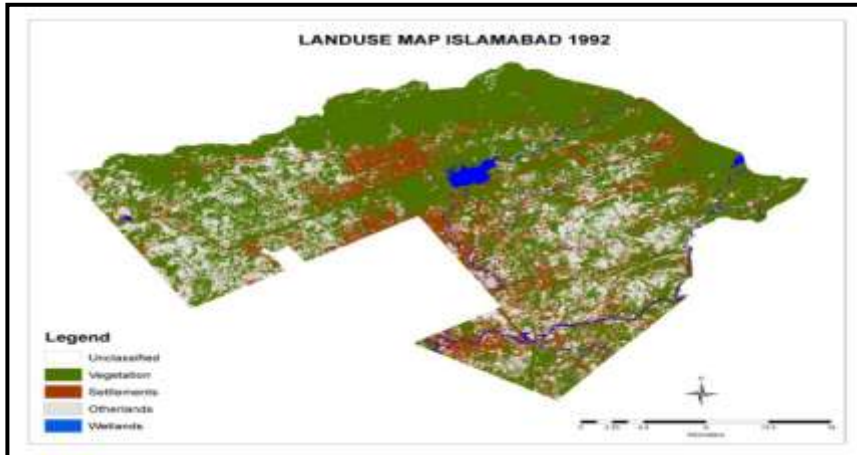 LANDUSE MAP ISLAMABAD 1992
Legend
Unclassified
Vegetation
Settlements
Otherlands
Wetlands